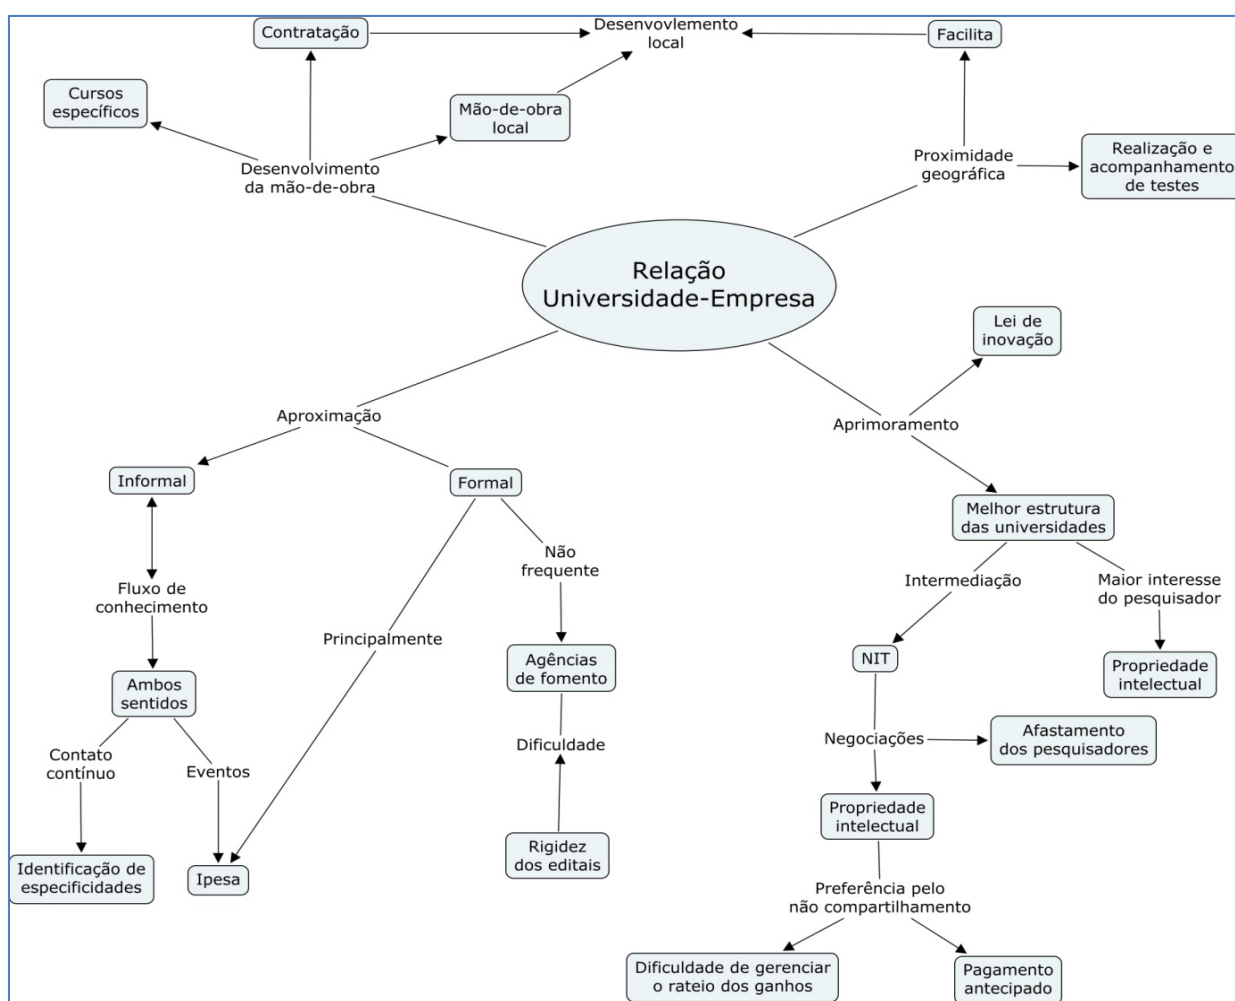 Contratação
Desenvovlemento
local
Facilita
Cursos
específicos
Mão-de-obra
local
Desenvolvimento
da mão-de-obra
Proximidade
geográfica
Realização e
acompanhamento
de testes
Relação
Universidade-Empresa
Lei de
inovação
Aproximação
Aprimoramento
Informal
Formal
Melhor estrutura
das universidades
Não
frequente
Fluxo de
conhecimento
Intermediação
Maior interesse
do pesquisador
Principalmente
Agências
de fomento
NIT
Propriedade
intelectual
Ambos
sentidos
Contato
contínuo
Eventos
Dificuldade
Negociações
Afastamento
dos pesquisadores
Propriedade
intelectual
Identificação de
especificidades
Ipesa
Rigidez
dos editais
Preferência pelo
não compartilhamento
Dificuldade de gerenciar
o rateio dos ganhos
Pagamento
antecipado